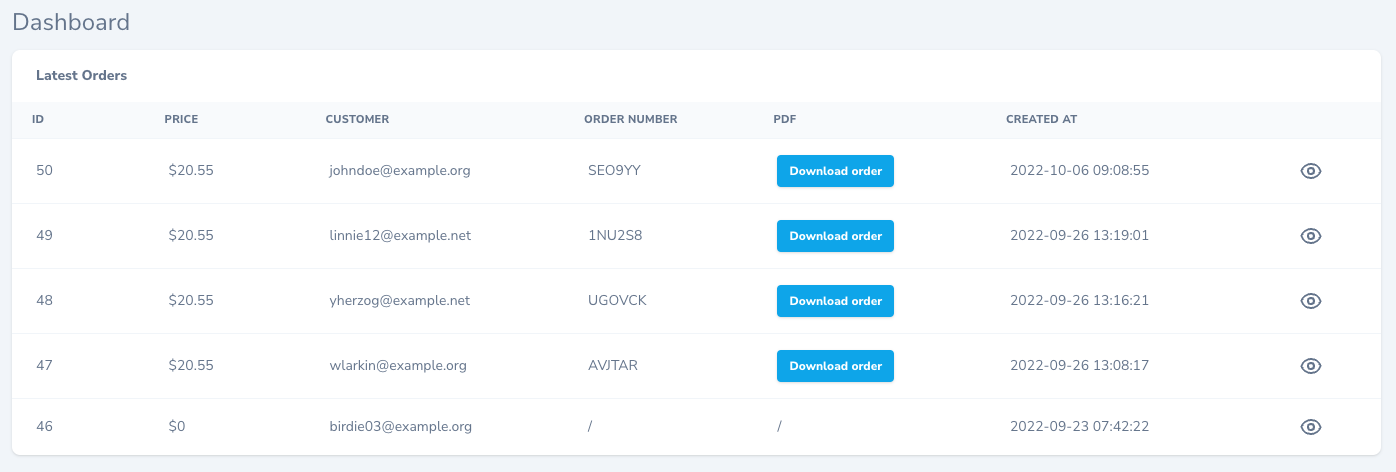 Dashboard
Latest Orders
ID PRICE CUSTOMER ORDER NUMBER PDF CREATED AT
50 $20.55 johndoe@example.org SEO9YY Download order 2022-10-06 09:08:55
49 $20.55 linnie12@example.net 1NU2S8 Download order 2022-09-26 13:19:01
48 $20.55 yherzog@example.net UGOVCK Download order 2022-09-26 13:16:21
47 $20.55 wlarkin@example.org AVJTAR Download order 2022-09-26 13:08:17
46 $0 birdie03@example.org / / 2022-09-23 07:42:22